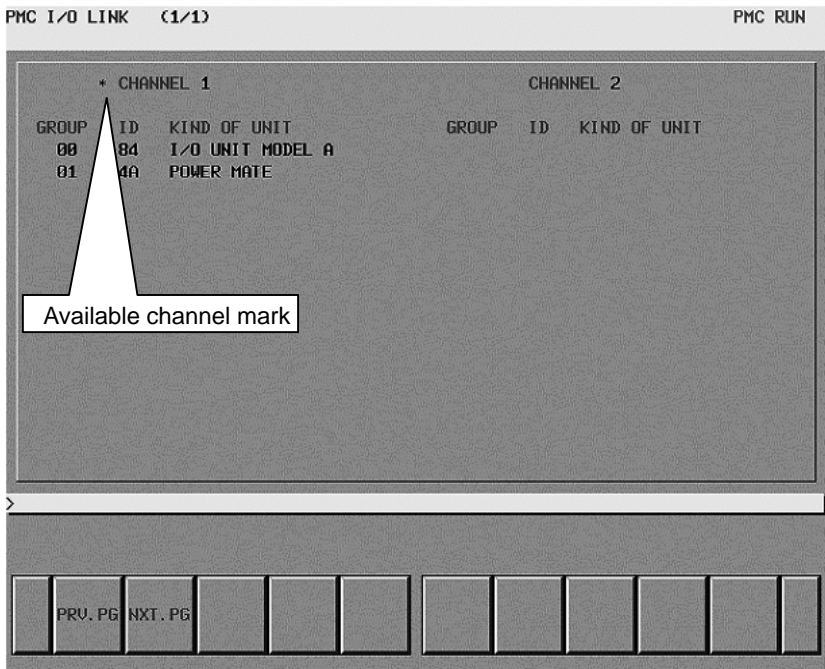 PMC I/O LINK (1/1) PMC RUN
* CHANNEL 1 CHANNEL 2
GROUP ID KIND OF UNIT GROUP ID KIND OF UNIT
00 84 I/O UNIT MODEL A
01 4A POWER MATE
Available channel mark
>
PRV.PG NXT.PG